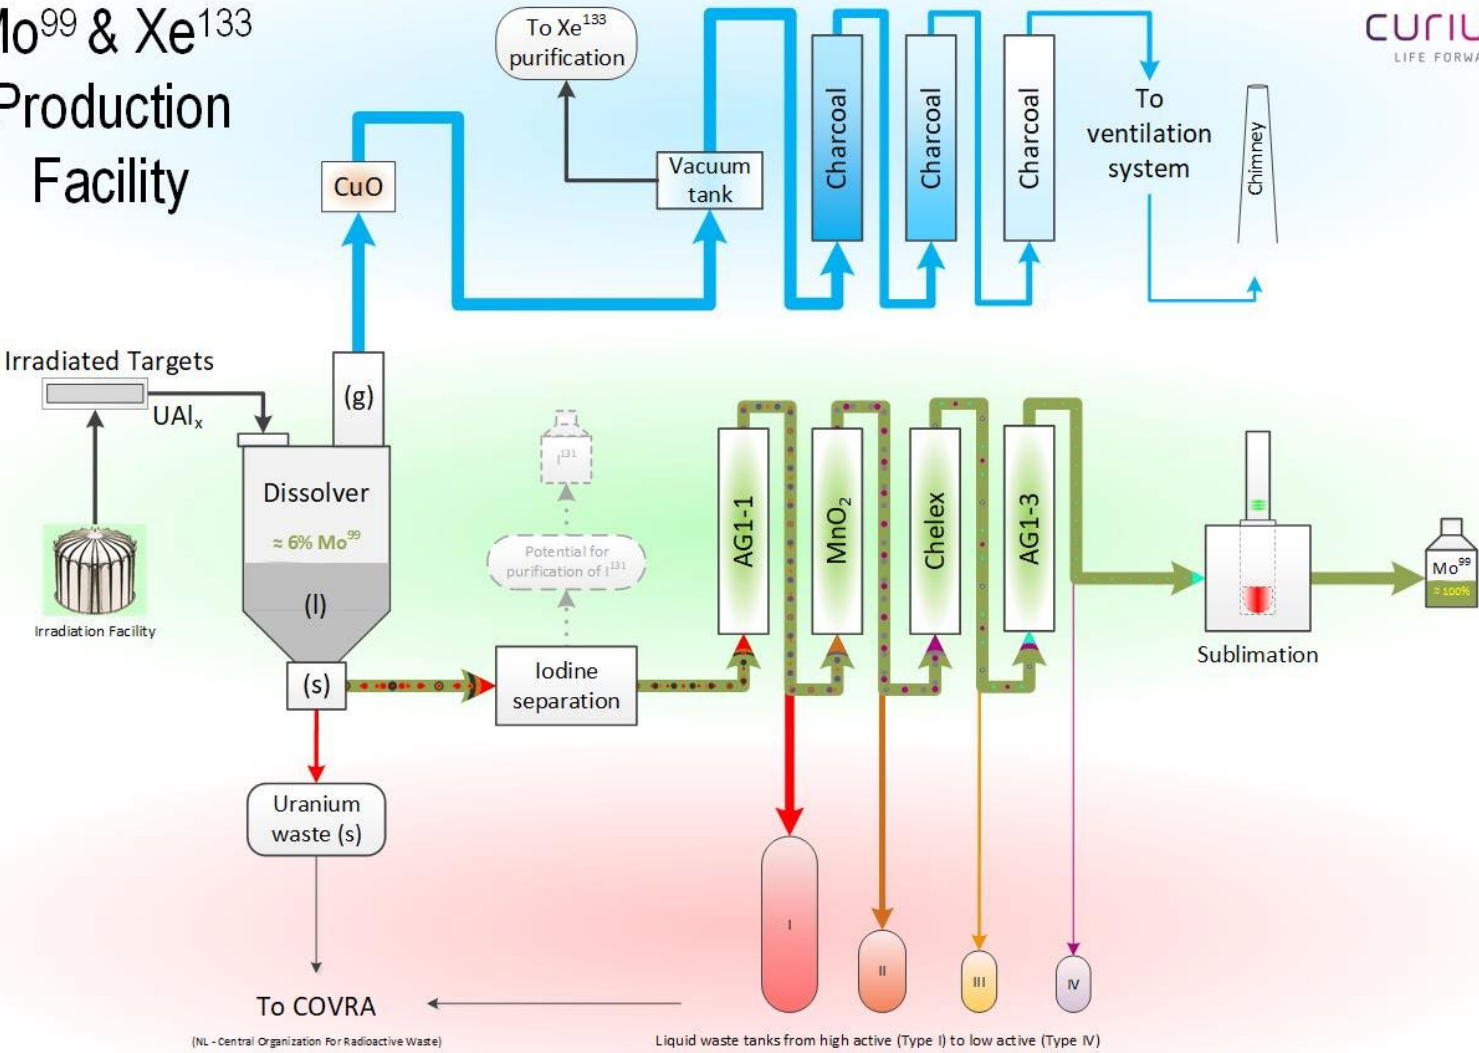 Mo⁹⁹ & Xe¹³³
Production
Facility
To Xe¹³³
purification
CURIU
LIFE FORWA
CuO
Vacuum
tank
Charcoal
Charcoal
Charcoal
To
ventilation
system
Chimney
Irradiated Targets
UAlₓ
(g)
Dissolver
≈ 6% Mo⁹⁹
(l)
(s)
Irradiation Facility
I¹³¹
Potential for
purification of I¹³¹
Iodine
separation
AG1-1
MnO₂
Chelex
AG1-3
Sublimation
Mo⁹⁹
≈ 100%
Uranium
waste (s)
I
II
III
IV
To COVRA
(NL - Central Organization For Radioactive Waste)
Liquid waste tanks from high active (Type I) to low active (Type IV)